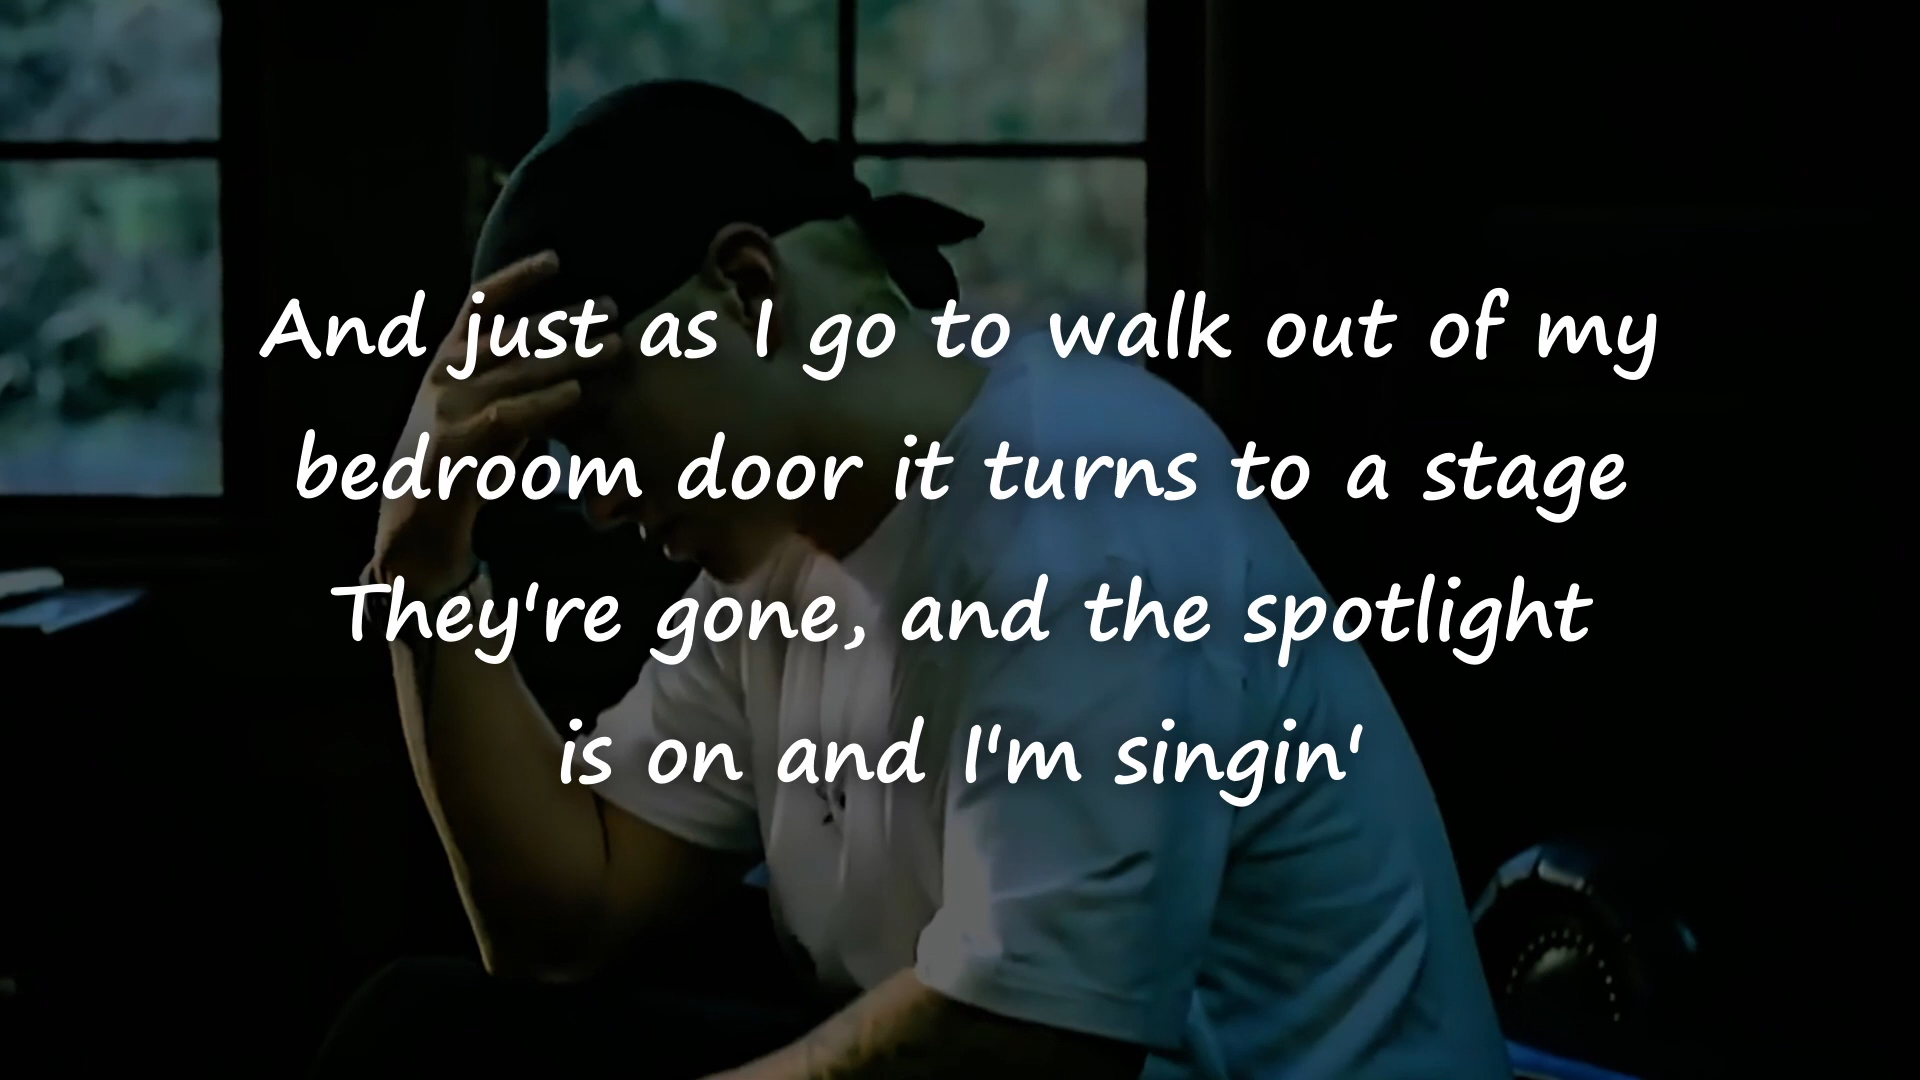 And just as I go to walk out of my
bedroom door it turns to a stage
They're gone, and the spotlight
is on and I'm singin'